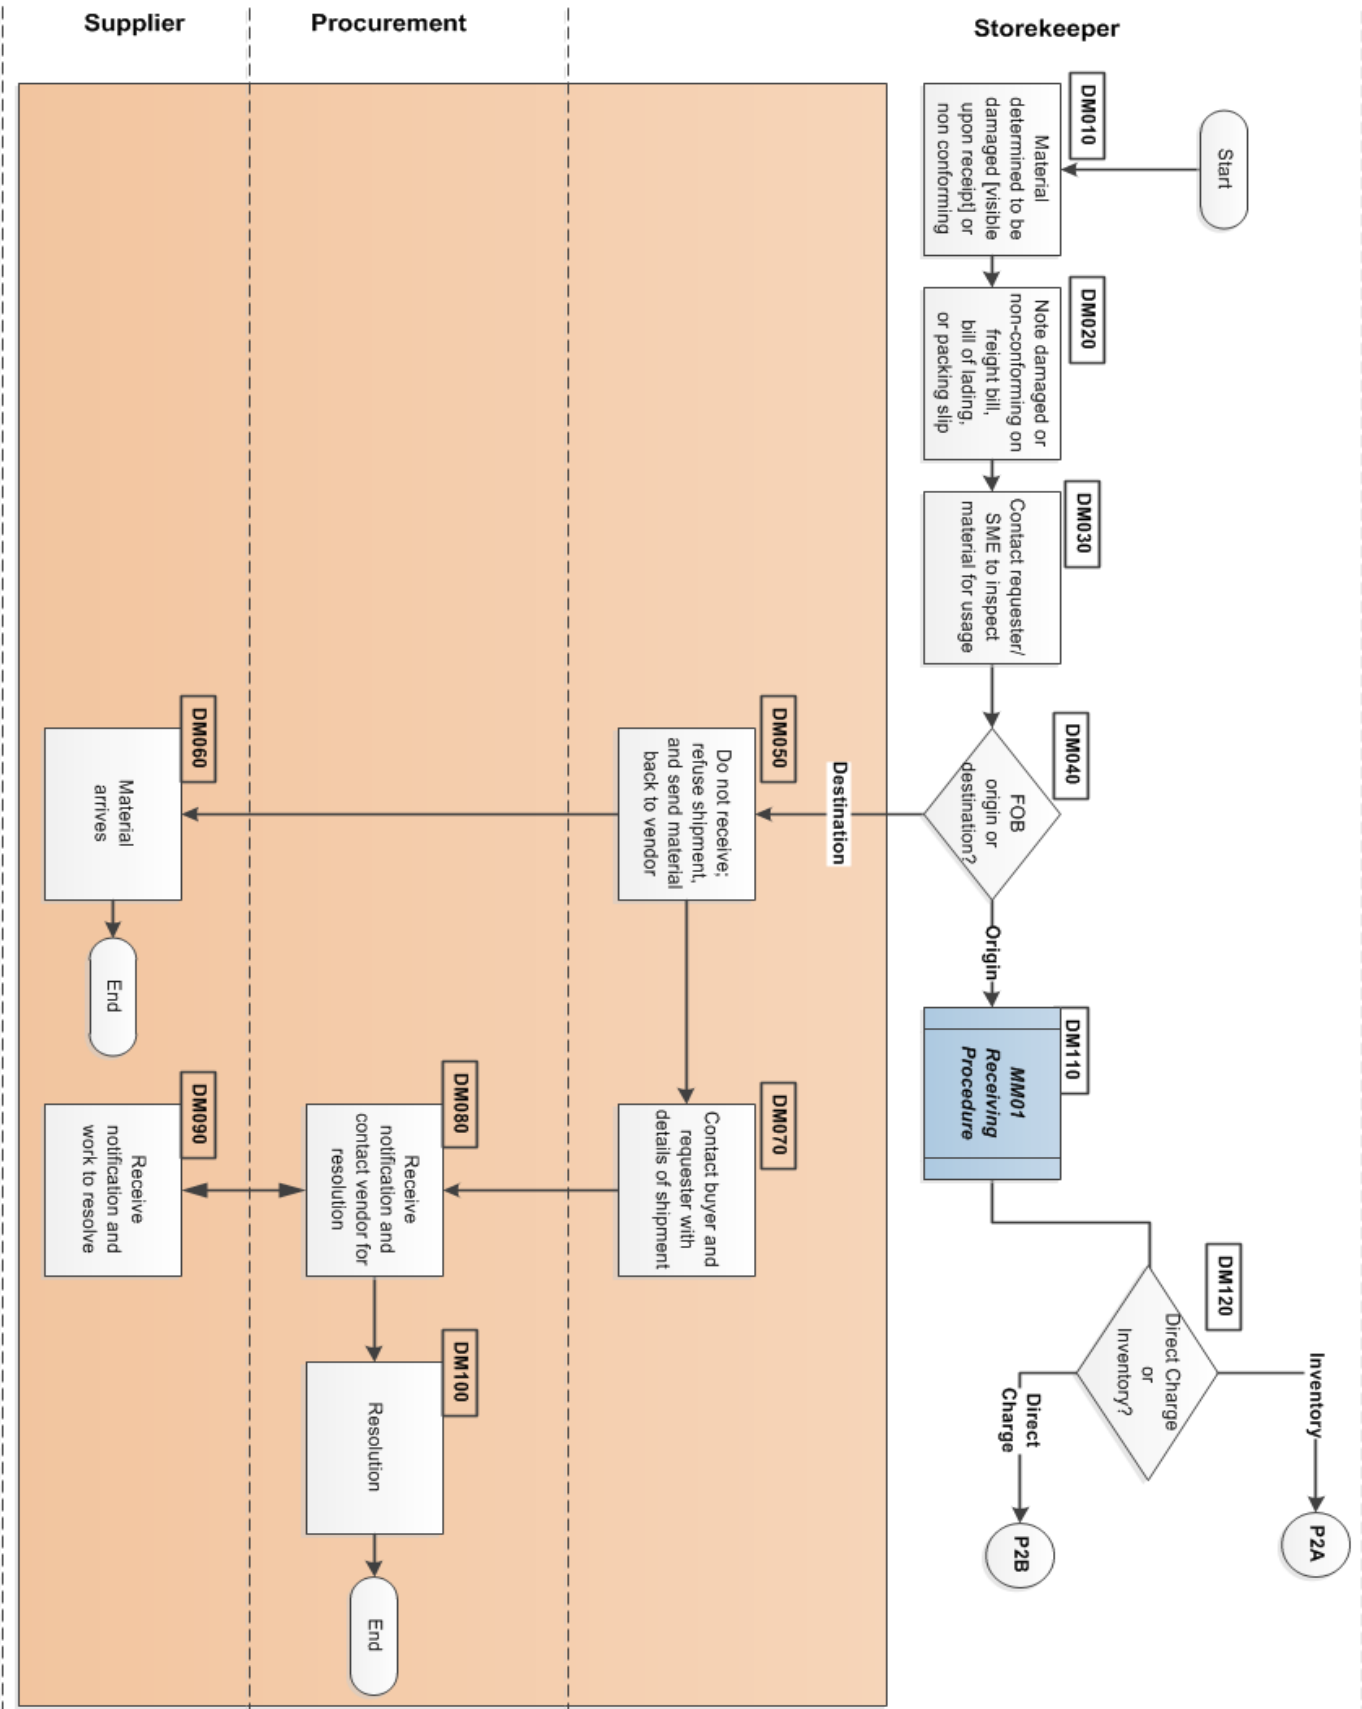 Supplier
Procurement
Storekeeper
Start
DM010
Material
determined to be
damaged [visible
upon receipt] or
non conforming
DM020
Note damaged or
non-conforming on
freight bill,
bill of lading,
or packing slip
DM030
Contact requester/
SME to inspect
material for usage
DM040
FOB
origin or
destination?
Origin
Destination
DM110
MM01
Receiving
Procedure
DM120
Direct Charge
or
Inventory?
Inventory
P2A
Direct
Charge
P2B
DM050
Do not receive;
refuse shipment,
and send material
back to vendor
DM060
Material
arrives
End
DM070
Contact buyer and
requester with
details of shipment
DM080
Receive
notification and
contact vendor for
resolution
DM090
Receive
notification and
work to resolve
DM100
Resolution
End